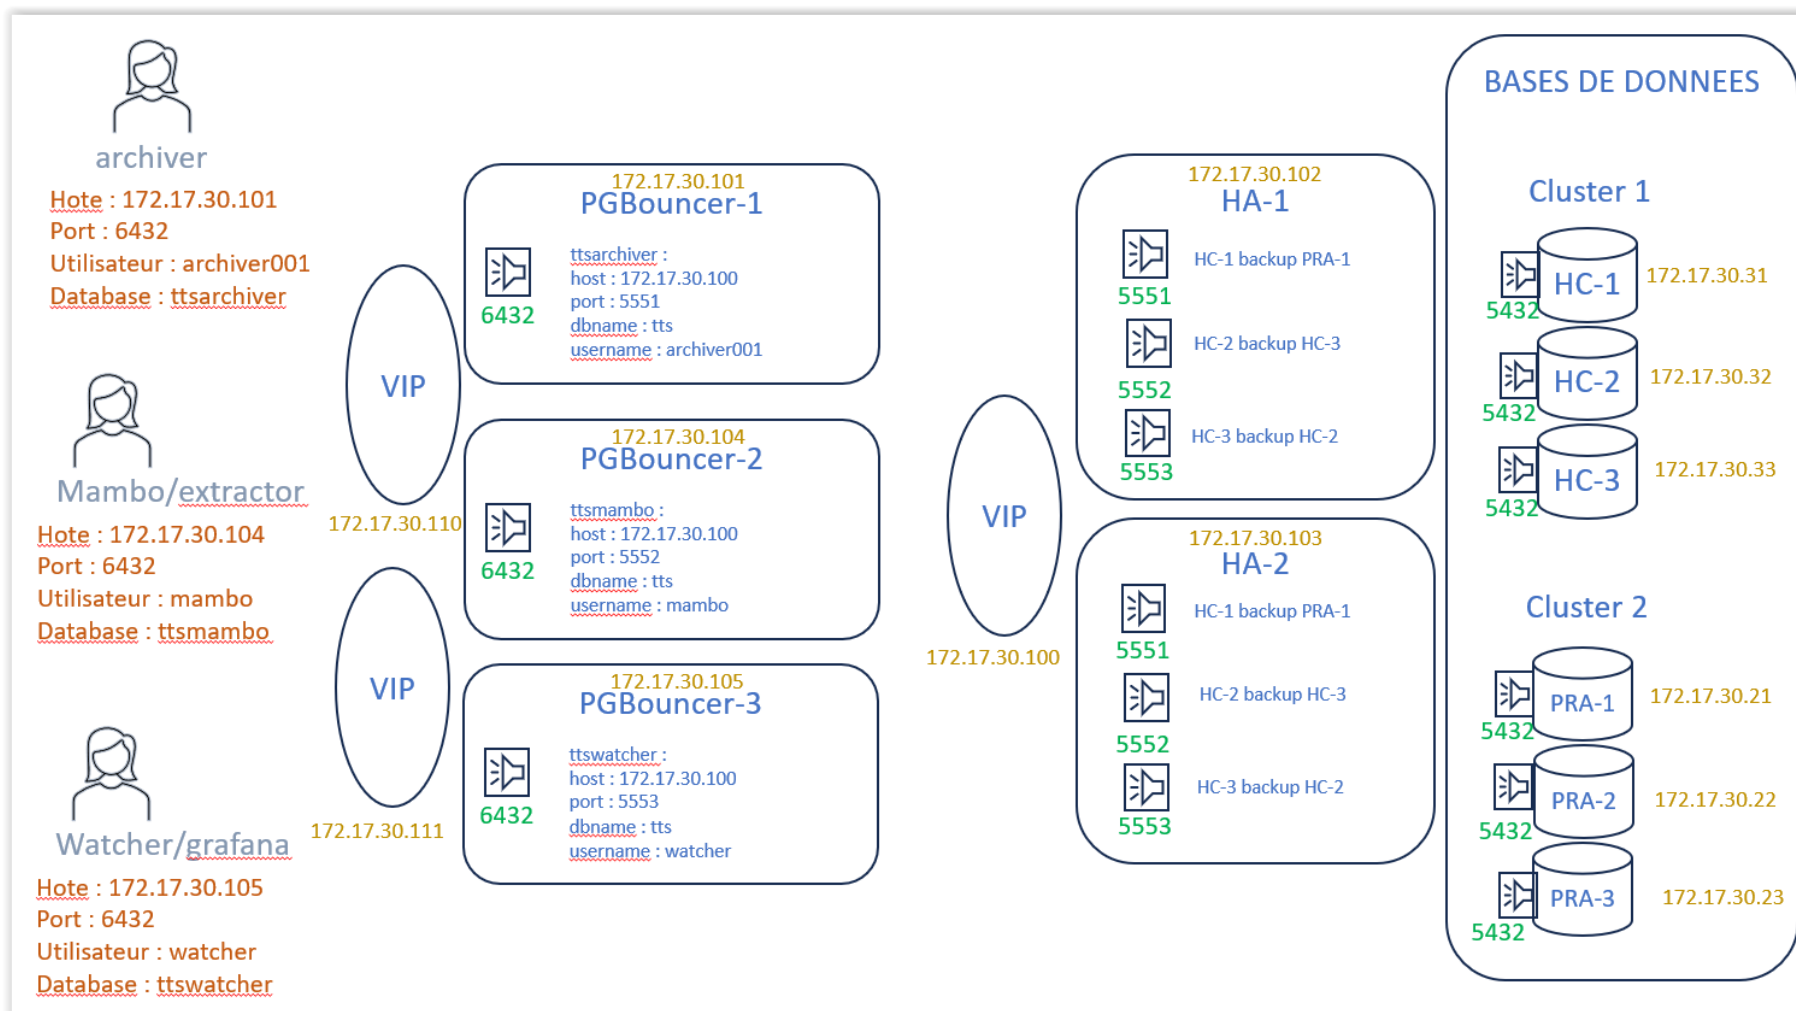 archiver
Hote : 172.17.30.101
Port : 6432
Utilisateur : archiver001
Database : ttsarchiver
Mambo/extractor
Hote : 172.17.30.104
Port : 6432
Utilisateur : mambo
Database : ttsmambo
Watcher/grafana
Hote : 172.17.30.105
Port : 6432
Utilisateur : watcher
Database : ttswatcher
VIP
172.17.30.110
VIP
172.17.30.111
172.17.30.101
PGBouncer-1
6432
ttsarchiver :
host : 172.17.30.100
port : 5551
dbname : tts
username : archiver001
172.17.30.104
PGBouncer-2
6432
ttsmambo :
host : 172.17.30.100
port : 5552
dbname : tts
username : mambo
172.17.30.105
PGBouncer-3
6432
ttswatcher :
host : 172.17.30.100
port : 5553
dbname : tts
username : watcher
VIP
172.17.30.100
172.17.30.102
HA-1
HC-1 backup PRA-1
5551
HC-2 backup HC-3
5552
HC-3 backup HC-2
5553
172.17.30.103
HA-2
HC-1 backup PRA-1
5551
HC-2 backup HC-3
5552
HC-3 backup HC-2
5553
BASES DE DONNEES
Cluster 1
HC-1
172.17.30.31
5432
HC-2
172.17.30.32
5432
HC-3
172.17.30.33
5432
Cluster 2
PRA-1
172.17.30.21
5432
PRA-2
172.17.30.22
5432
PRA-3
172.17.30.23
5432